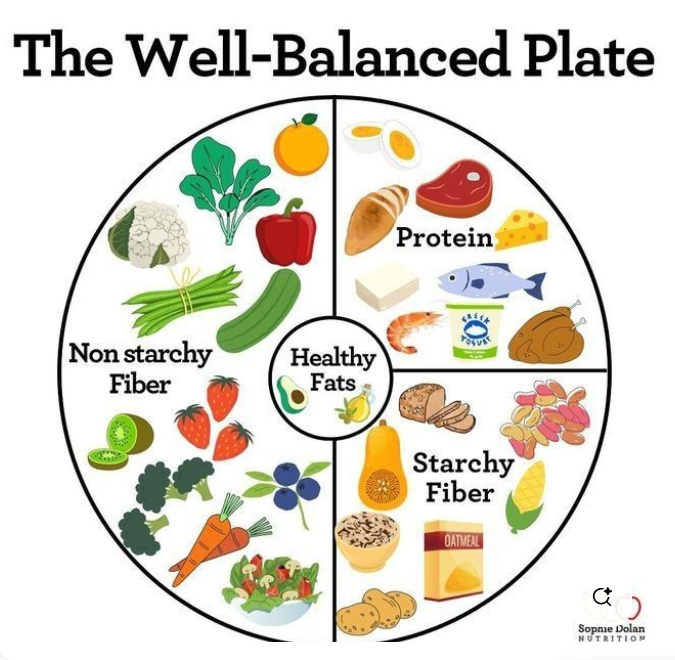 The Well-Balanced Plate
Protein
GREEK
YOGURT
Non starchy
Fiber
Healthy
Fats
Starchy
Fiber
OATMEAL
Sophie Dolan
NUTRITION